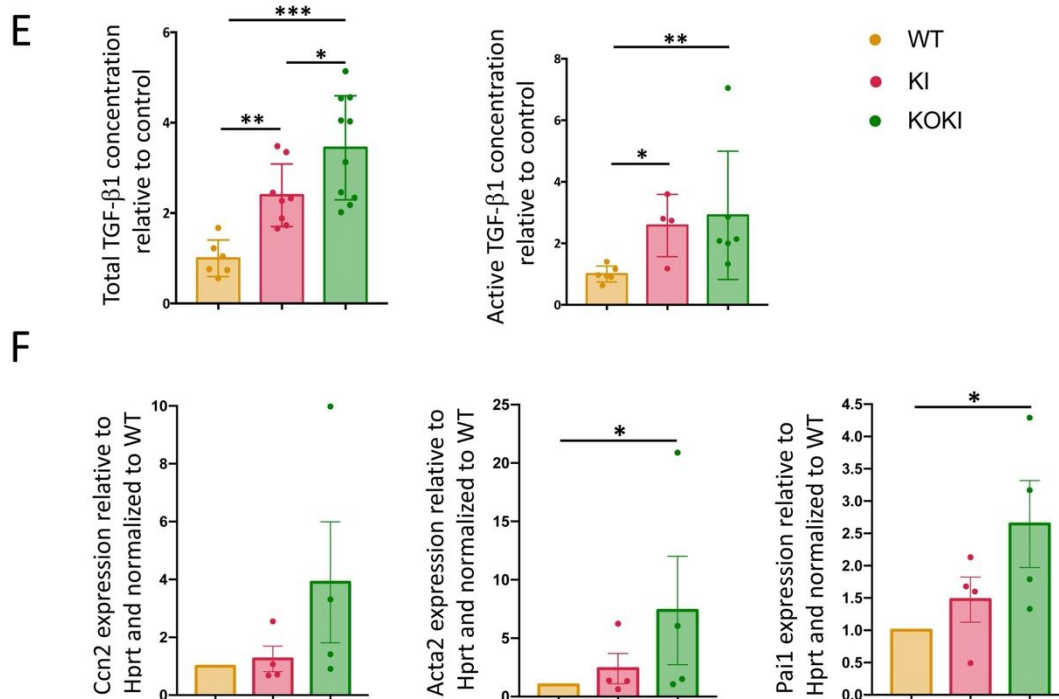 E
Total TGF-β1 concentration
relative to control
6
4
2
0
***
*
**
Active TGF-β1 concentration
relative to control
8
6
4
2
0
**
*
WT
KI
KOKI
F
Ccn2 expression relative to
Hprt and normalized to WT
10
8
6
4
2
0
Acta2 expression relative to
Hprt and normalized to WT
25
20
15
10
5
0
*
Pai1 expression relative to
Hprt and normalized to WT
4.5
4.0
3.5
3.0
2.5
2.0
1.5
1.0
0.5
0.0
*